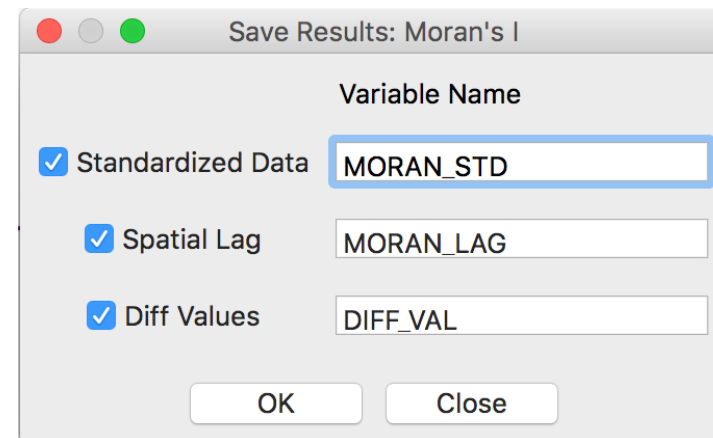 Save Results: Moran's I
Variable Name
Standardized Data MORAN_STD
Spatial Lag MORAN_LAG
Diff Values DIFF_VAL
OK Close